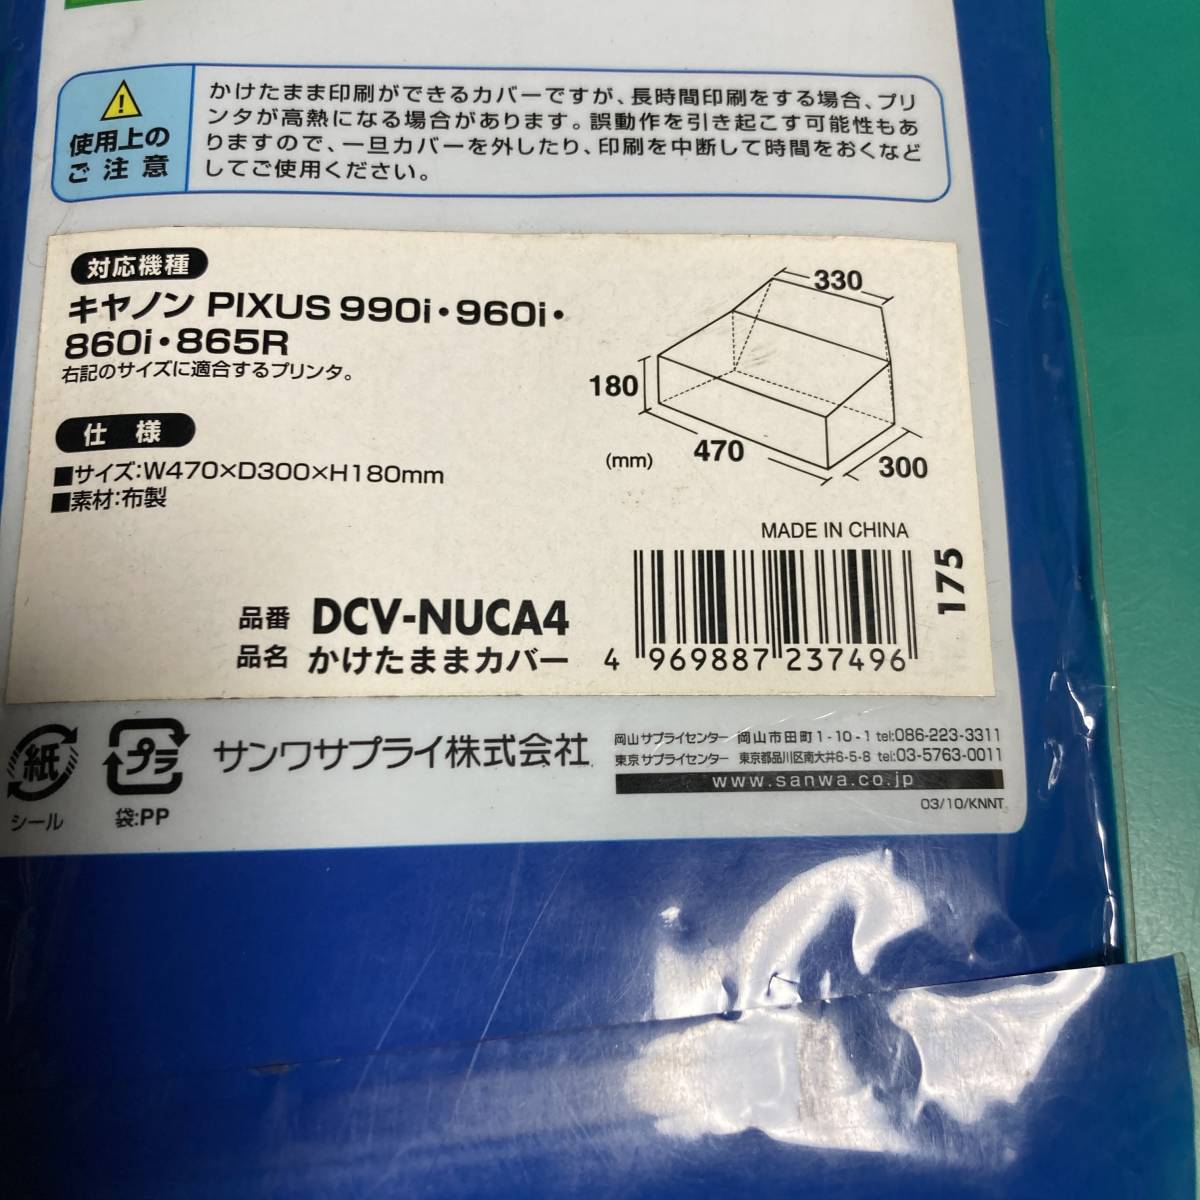 使用上の
ご注意
かけたまま印刷ができるカバーですが、長時間印刷をする場合、プリ
ンタが高熱になる場合があります。誤動作を引き起こす可能性もあ
りますので、一旦カバーを外したり、印刷を中断して時間をおくなど
してご使用ください。
対応機種
キヤノン PIXUS 990i・960i・
860i・865R
右記のサイズに適合するプリンタ。
330
180
470
300
(mm)
仕様
■サイズ:W470×D300×H180mm
■素材:布製
MADE IN CHINA
175
品番 DCV-NUCA4
品名 かけたままカバー
4 969887 237496
紙
シール
プラ
袋:PP
サンワサプライ株式会社
岡山サプライセンター 岡山市田町1-10-1 tel:086-223-3311
東京サプライセンター 東京都品川区南大井6-5-8 tel:03-5763-0011
www.sanwa.co.jp
03/10/KNNT